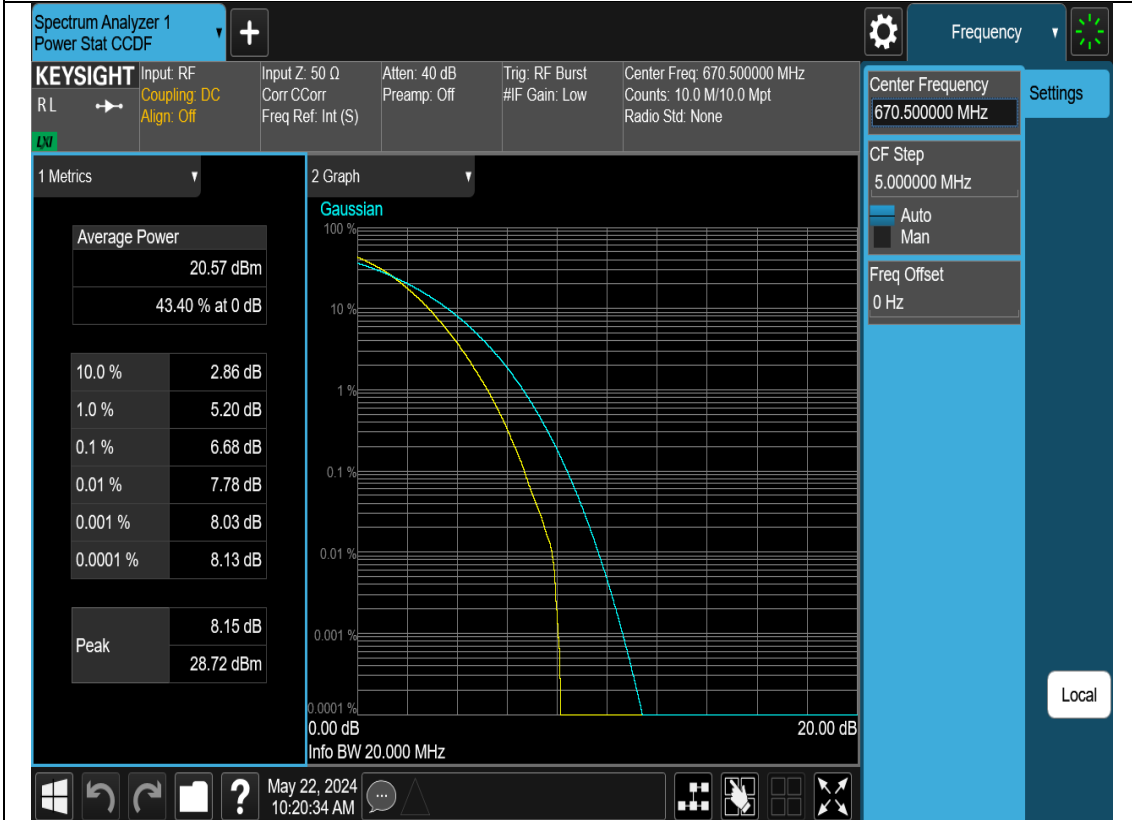 Spectrum Analyzer 1
Power Stat CCDF
+
Frequency
KEYSIGHT
RL
LXI
Input: RF
Coupling: DC
Align: Off
Input Z: 50 Ω
Corr CCorr
Freq Ref: Int (S)
Atten: 40 dB
Preamp: Off
Trig: RF Burst
#IF Gain: Low
Center Freq: 670.500000 MHz
Counts: 10.0 M/10.0 Mpt
Radio Std: None
Center Frequency
670.500000 MHz
Settings
CF Step
5.000000 MHz
Auto
Man
Freq Offset
0 Hz
Local
1 Metrics
Average Power
20.57 dBm
43.40 % at 0 dB
10.0 % 2.86 dB
1.0 % 5.20 dB
0.1 % 6.68 dB
0.01 % 7.78 dB
0.001 % 8.03 dB
0.0001 % 8.13 dB
Peak
8.15 dB
28.72 dBm
2 Graph
Gaussian
100 %
10 %
1 %
0.1 %
0.01 %
0.001 %
0.0001 %
0.00 dB 20.00 dB
Info BW 20.000 MHz
?
May 22, 2024
10:20:34 AM